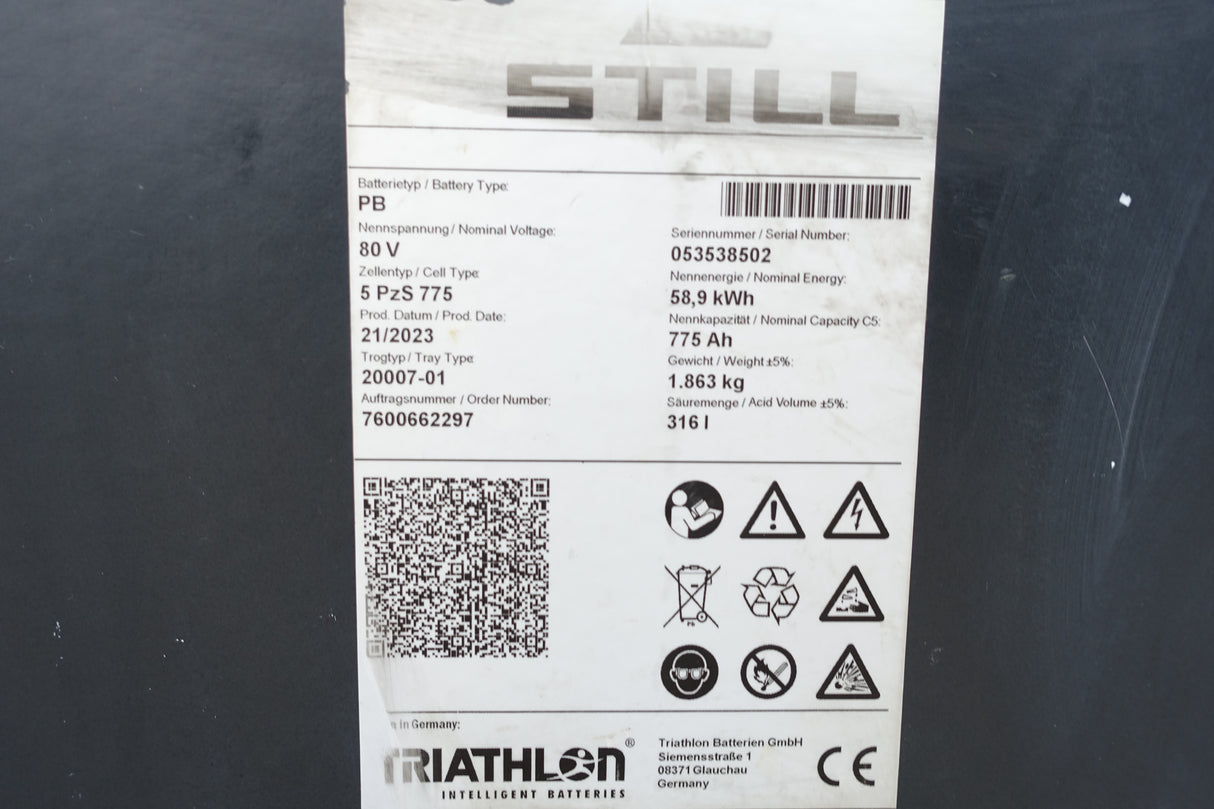 STILL
Batterietyp / Battery Type:
PB
Nennspannung / Nominal Voltage:
80 V
Zellentyp / Cell Type
5 PzS 775
Prod. Datum / Prod. Date:
21/2023
Trogtyp / Tray Type
20007-01
Auftragsnummer / Order Number:
7600662297
Seriennummer / Serial Number:
053538502
Nennenergie / Nominal Energy:
58,9 kWh
Nennkapazität / Nominal Capacity C5:
775 Ah
Gewicht / Weight ±5%:
1.863 kg
Säuremenge / Acid Volume ±5%:
316 l
Pb
in Germany:
TRIATHLON®
INTELLIGENT BATTERIES
Triathlon Batterien GmbH
Siemensstraße 1
08371 Glauchau
Germany
CE